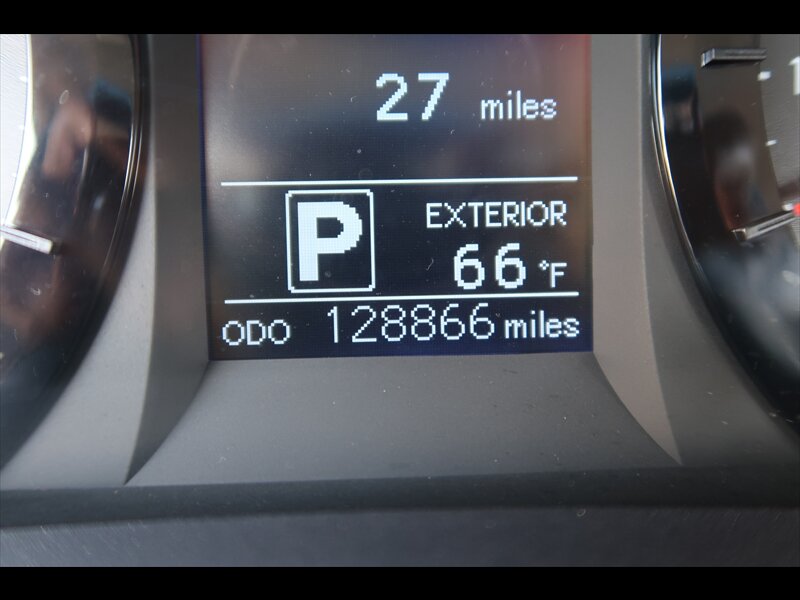 27 miles
P
EXTERIOR
66 °F
ODO 128866 miles